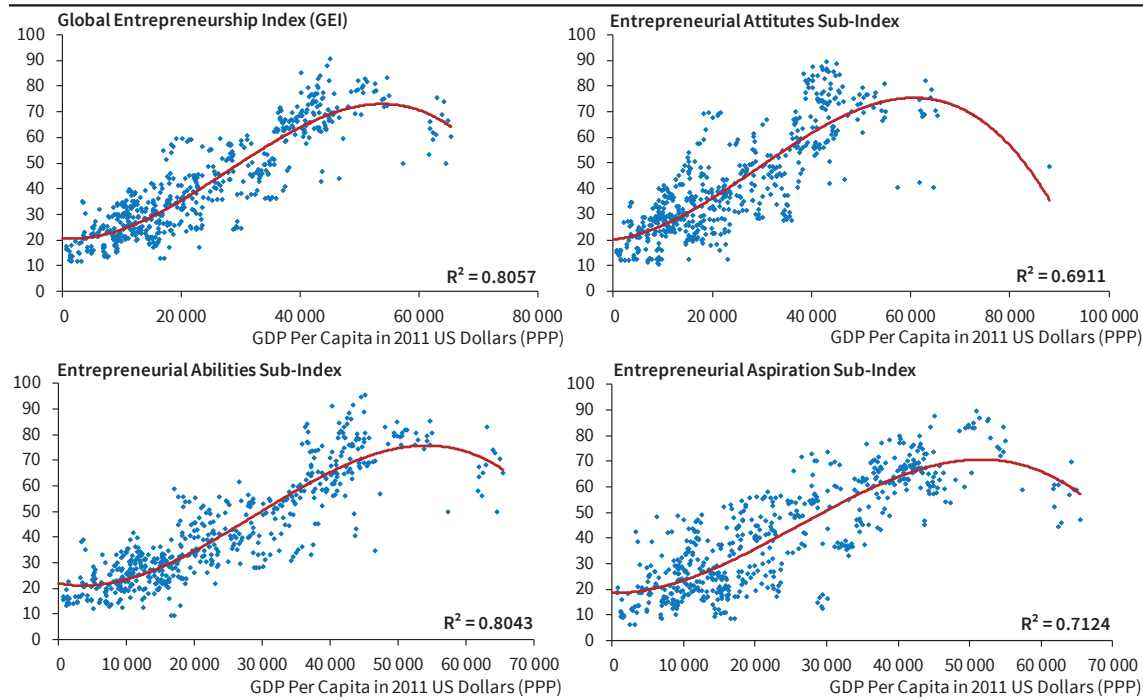 Global Entrepreneurship Index (GEI)
100
90
80
70
60
50
40
30
20
10
0
R² = 0.8057
0 20 000 40 000 60 000 80 000
GDP Per Capita in 2011 US Dollars (PPP)
Entrepreneurial Attitutes Sub-Index
100
90
80
70
60
50
40
30
20
10
0
R² = 0.6911
0 20 000 40 000 60 000 80 000 100 000
GDP Per Capita in 2011 US Dollars (PPP)
Entrepreneurial Abilities Sub-Index
100
90
80
70
60
50
40
30
20
10
0
R² = 0.8043
0 10 000 20 000 30 000 40 000 50 000 60 000 70 000
GDP Per Capita in 2011 US Dollars (PPP)
Entrepreneurial Aspiration Sub-Index
100
90
80
70
60
50
40
30
20
10
0
R² = 0.7124
0 10 000 20 000 30 000 40 000 50 000 60 000 70 000
GDP Per Capita in 2011 US Dollars (PPP)